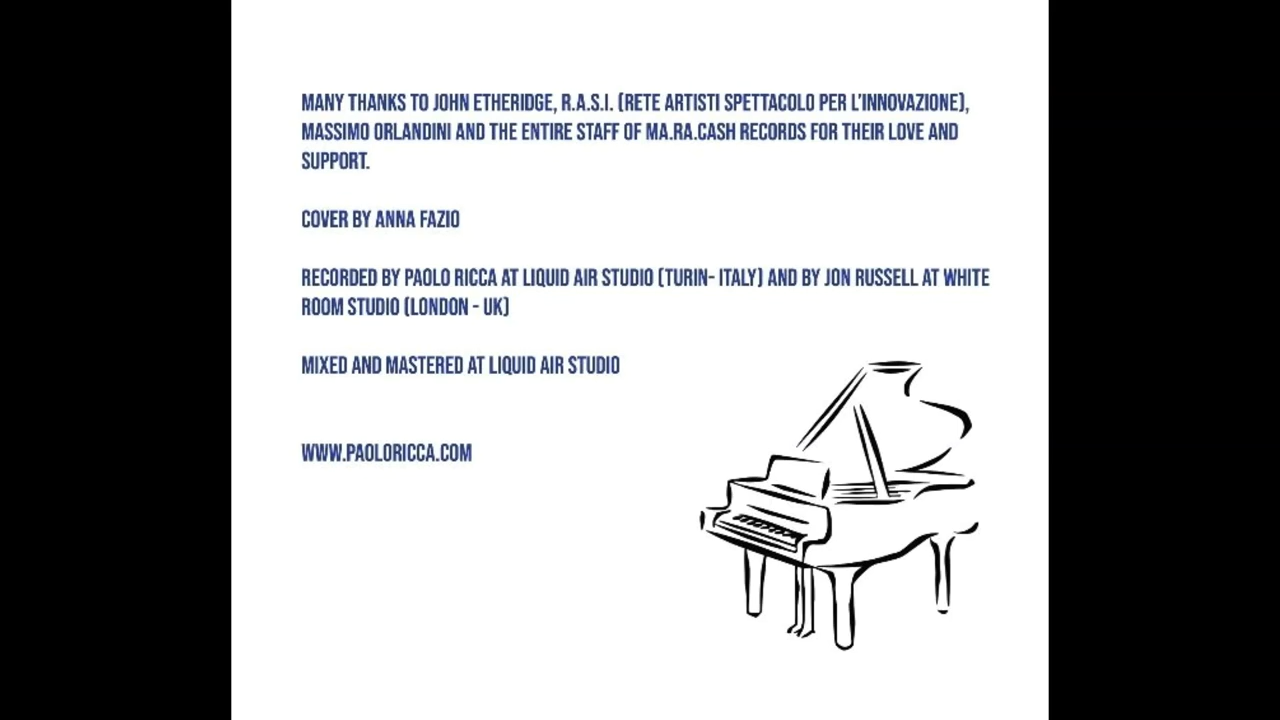 MANY THANKS TO JOHN ETHERIDGE, R.A.S.I. (RETE ARTISTI SPETTACOLO PER L'INNOVAZIONE),
MASSIMO ORLANDINI AND THE ENTIRE STAFF OF MA.RA.CASH RECORDS FOR THEIR LOVE AND
SUPPORT.
COVER BY ANNA FAZIO
RECORDED BY PAOLO RICCA AT LIQUID AIR STUDIO (TURIN- ITALY) AND BY JON RUSSELL AT WHITE
ROOM STUDIO (LONDON - UK)
MIXED AND MASTERED AT LIQUID AIR STUDIO
WWW.PAOLORICCA.COM